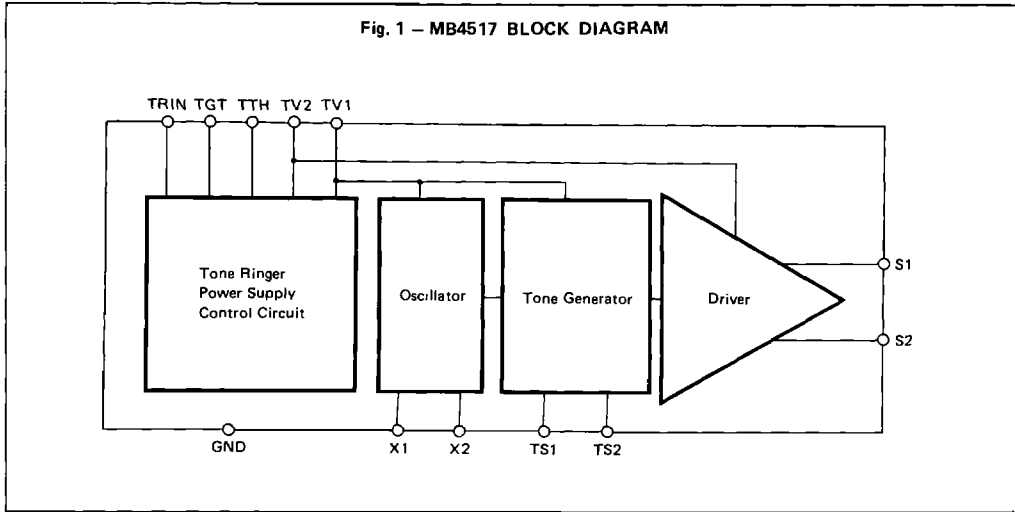 Fig. 1 – MB4517 BLOCK DIAGRAM
TRIN TGT TTH TV2 TV1
Tone Ringer
Power Supply
Control Circuit
Oscillator
Tone Generator
Driver
S1
S2
GND
X1
X2
TS1
TS2